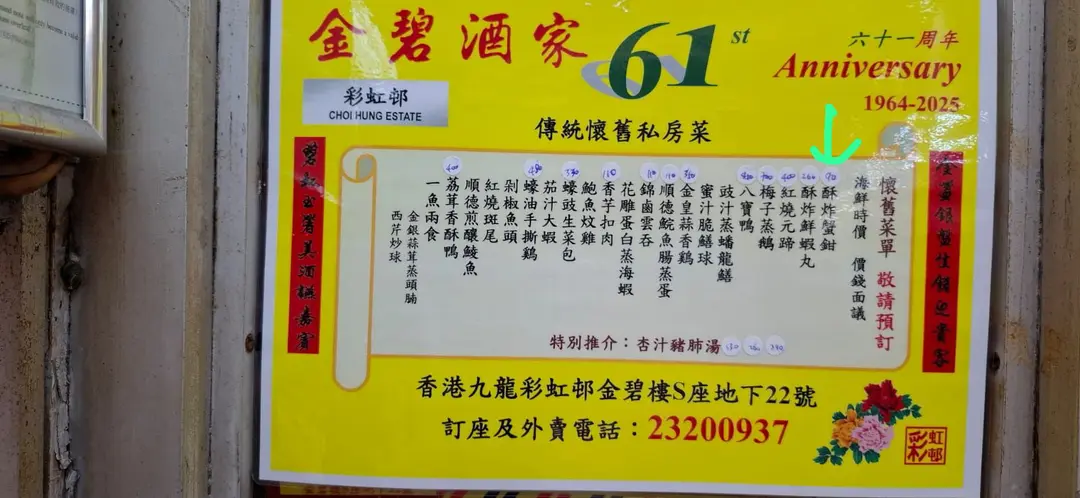 金碧酒家
61st
六十一周年
Anniversary
1964-2025
彩虹邨
CHOI HUNG ESTATE
傳統懷舊私房菜
懷舊菜單 敬請預訂
海鮮時價 價錢面議
酥炸蟹鉗
酥炸鮮蝦丸
紅燒元蹄
梅子蒸鵝
八寶鴨
豉汁蒸蟠龍鱔
蜜汁脆鱔球
金皇蒜香鷄
順德鯇魚腸蒸蛋
錦鹵雲吞
花雕蛋白蒸海蝦
香芋扣肉
鮑魚炆雞
蠔豉生菜包
茄汁大蝦
蠔油手撕鷄
剁椒魚頭
紅燒斑尾
順德煎釀鯪魚
荔茸香酥鴨
一魚兩食
金銀蒜茸蒸頭腩
西芹炒球
特別推介：杏汁豬肺湯
香港九龍彩虹邨金碧樓S座地下22號
訂座及外賣電話：23200937
彩虹邨